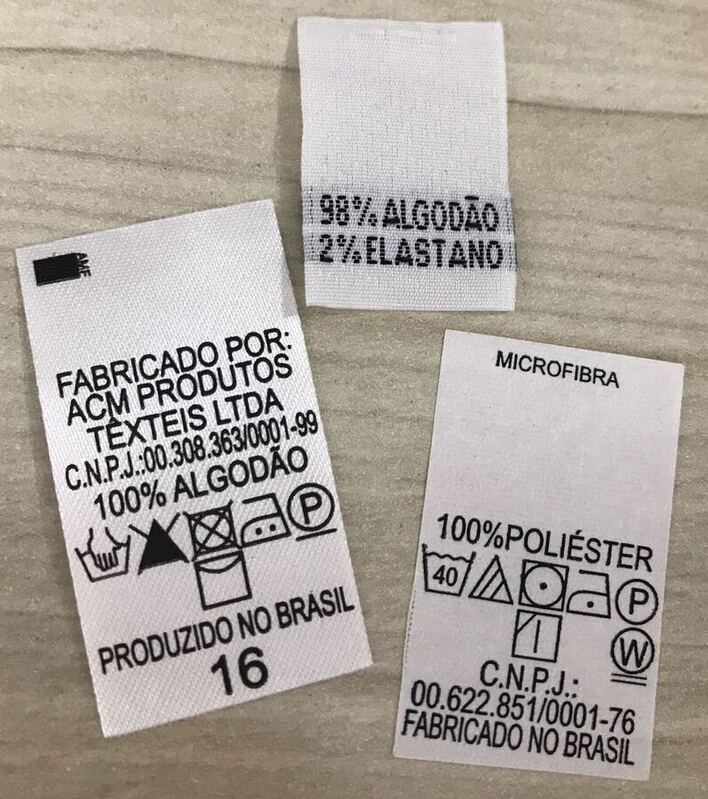 98% ALGODÃO
2% ELASTANO
FABRICADO POR:
ACM PRODUTOS
TÊXTEIS LTDA
C.N.P.J.:00.308.363/0001-99
100% ALGODÃO
P
PRODUZIDO NO BRASIL
16
MICROFIBRA
100%POLIÉSTER
40
P
W
C.N.P.J.:
00.622.851/0001-76
FABRICADO NO BRASIL